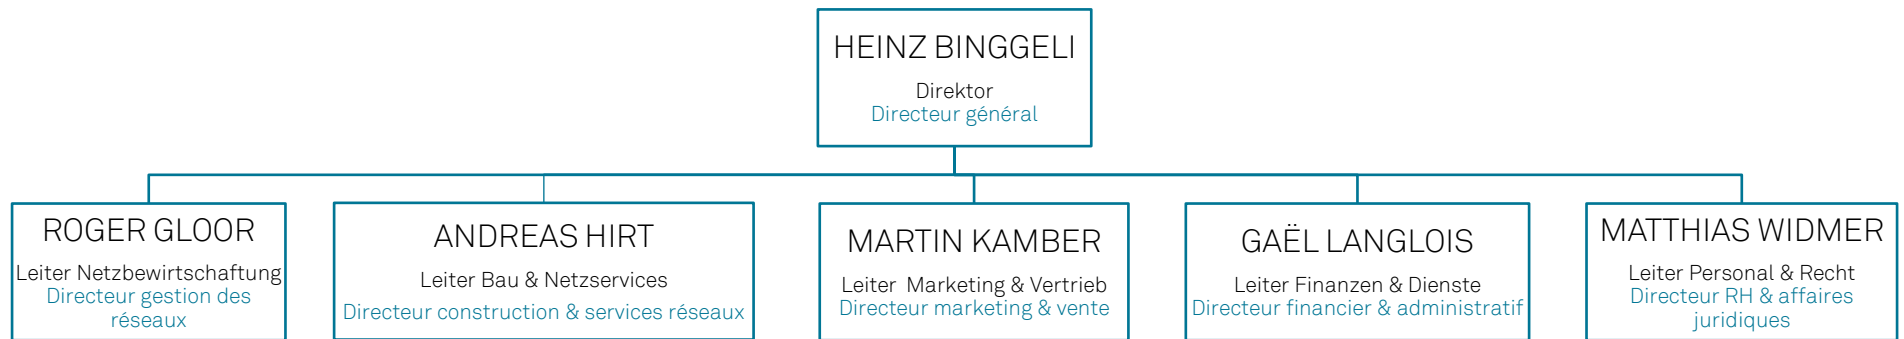 HEINZ BINGGELI
Direktor
Directeur général
ROGER GLOOR
Leiter Netzbewirtschaftung
Directeur gestion des
réseaux
ANDREAS HIRT
Leiter Bau & Netzservices
Directeur construction & services réseaux
MARTIN KAMBER
Leiter Marketing & Vertrieb
Directeur marketing & vente
GAËL LANGLOIS
Leiter Finanzen & Dienste
Directeur financier & administratif
MATTHIAS WIDMER
Leiter Personal & Recht
Directeur RH & affaires
juridiques